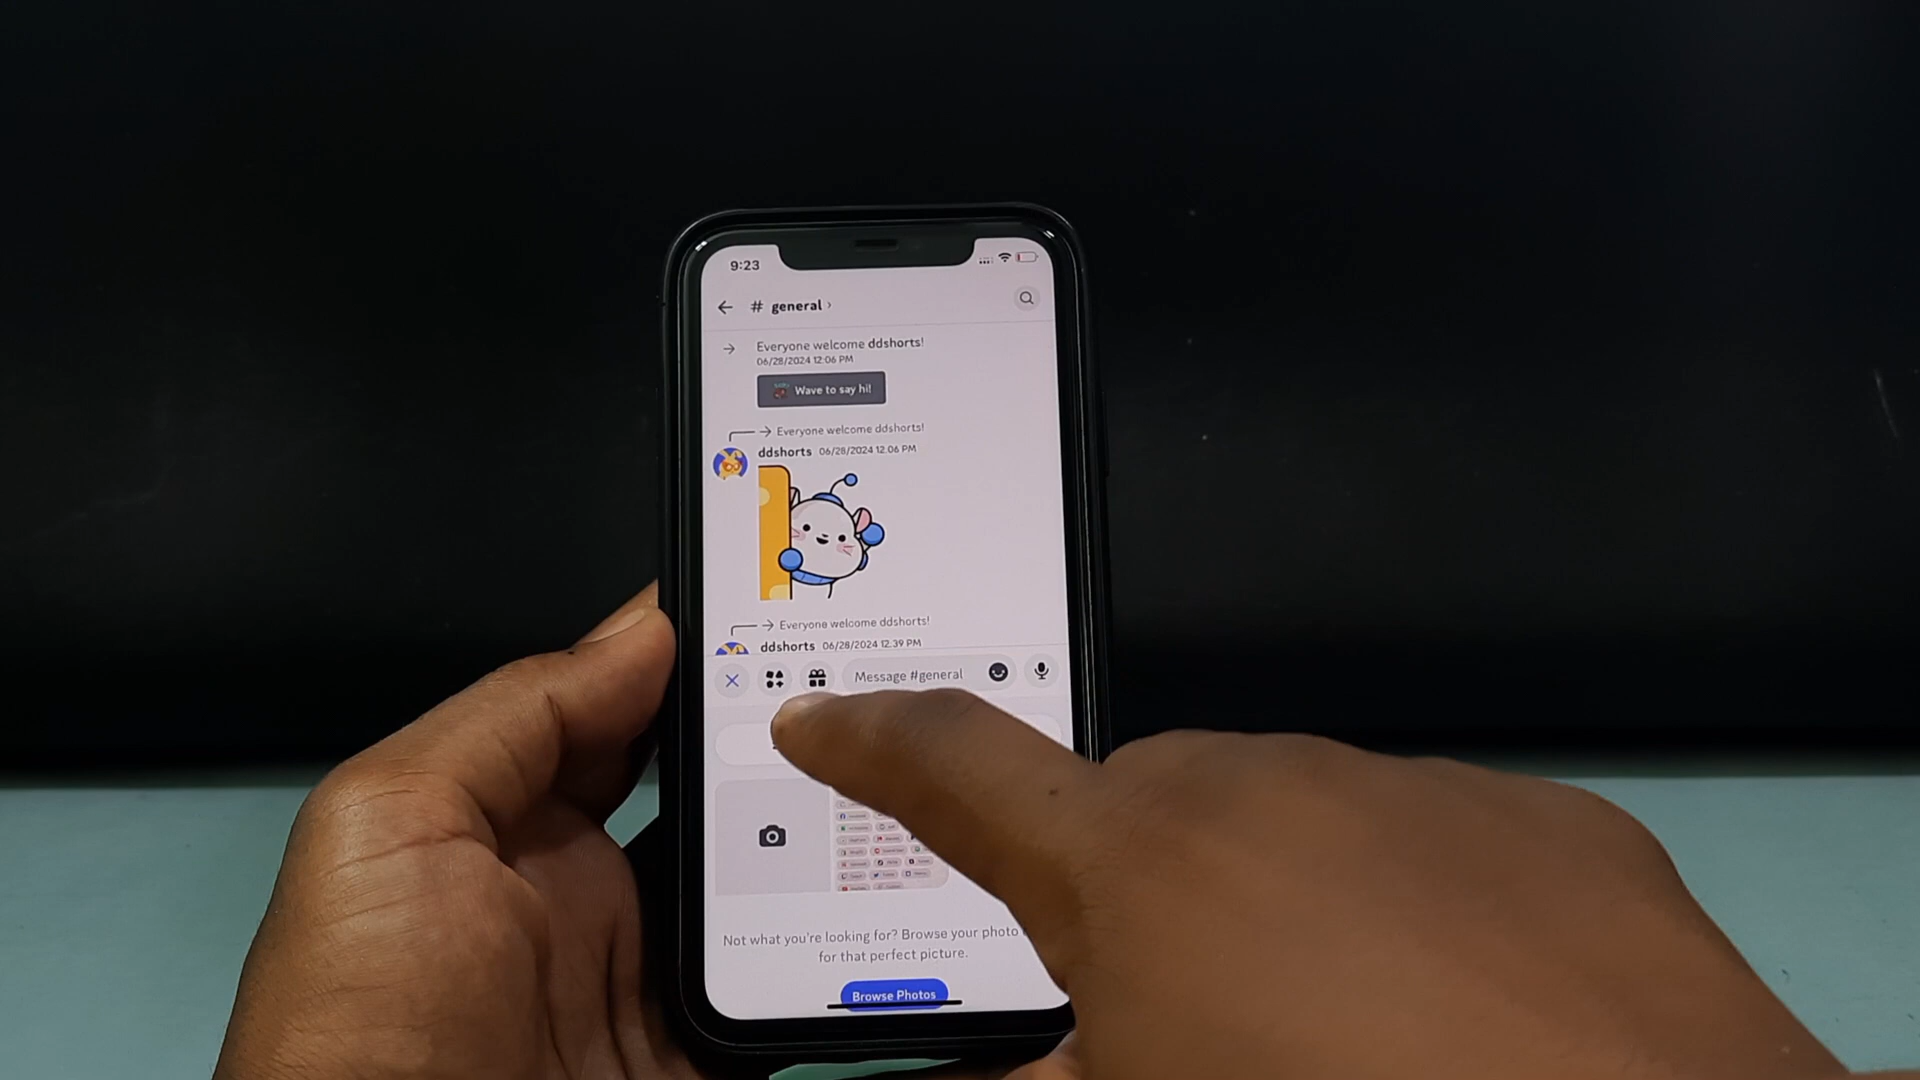 9:23
# general ›
Everyone welcome ddshorts!
06/28/2024 12:06 PM
Wave to say hi!
Everyone welcome ddshorts!
ddshorts 06/28/2024 12:06 PM
Everyone welcome ddshorts!
ddshorts 06/28/2024 12:39 PM
Message #general
Not what you're looking for? Browse your photo
for that perfect picture.
Browse Photos